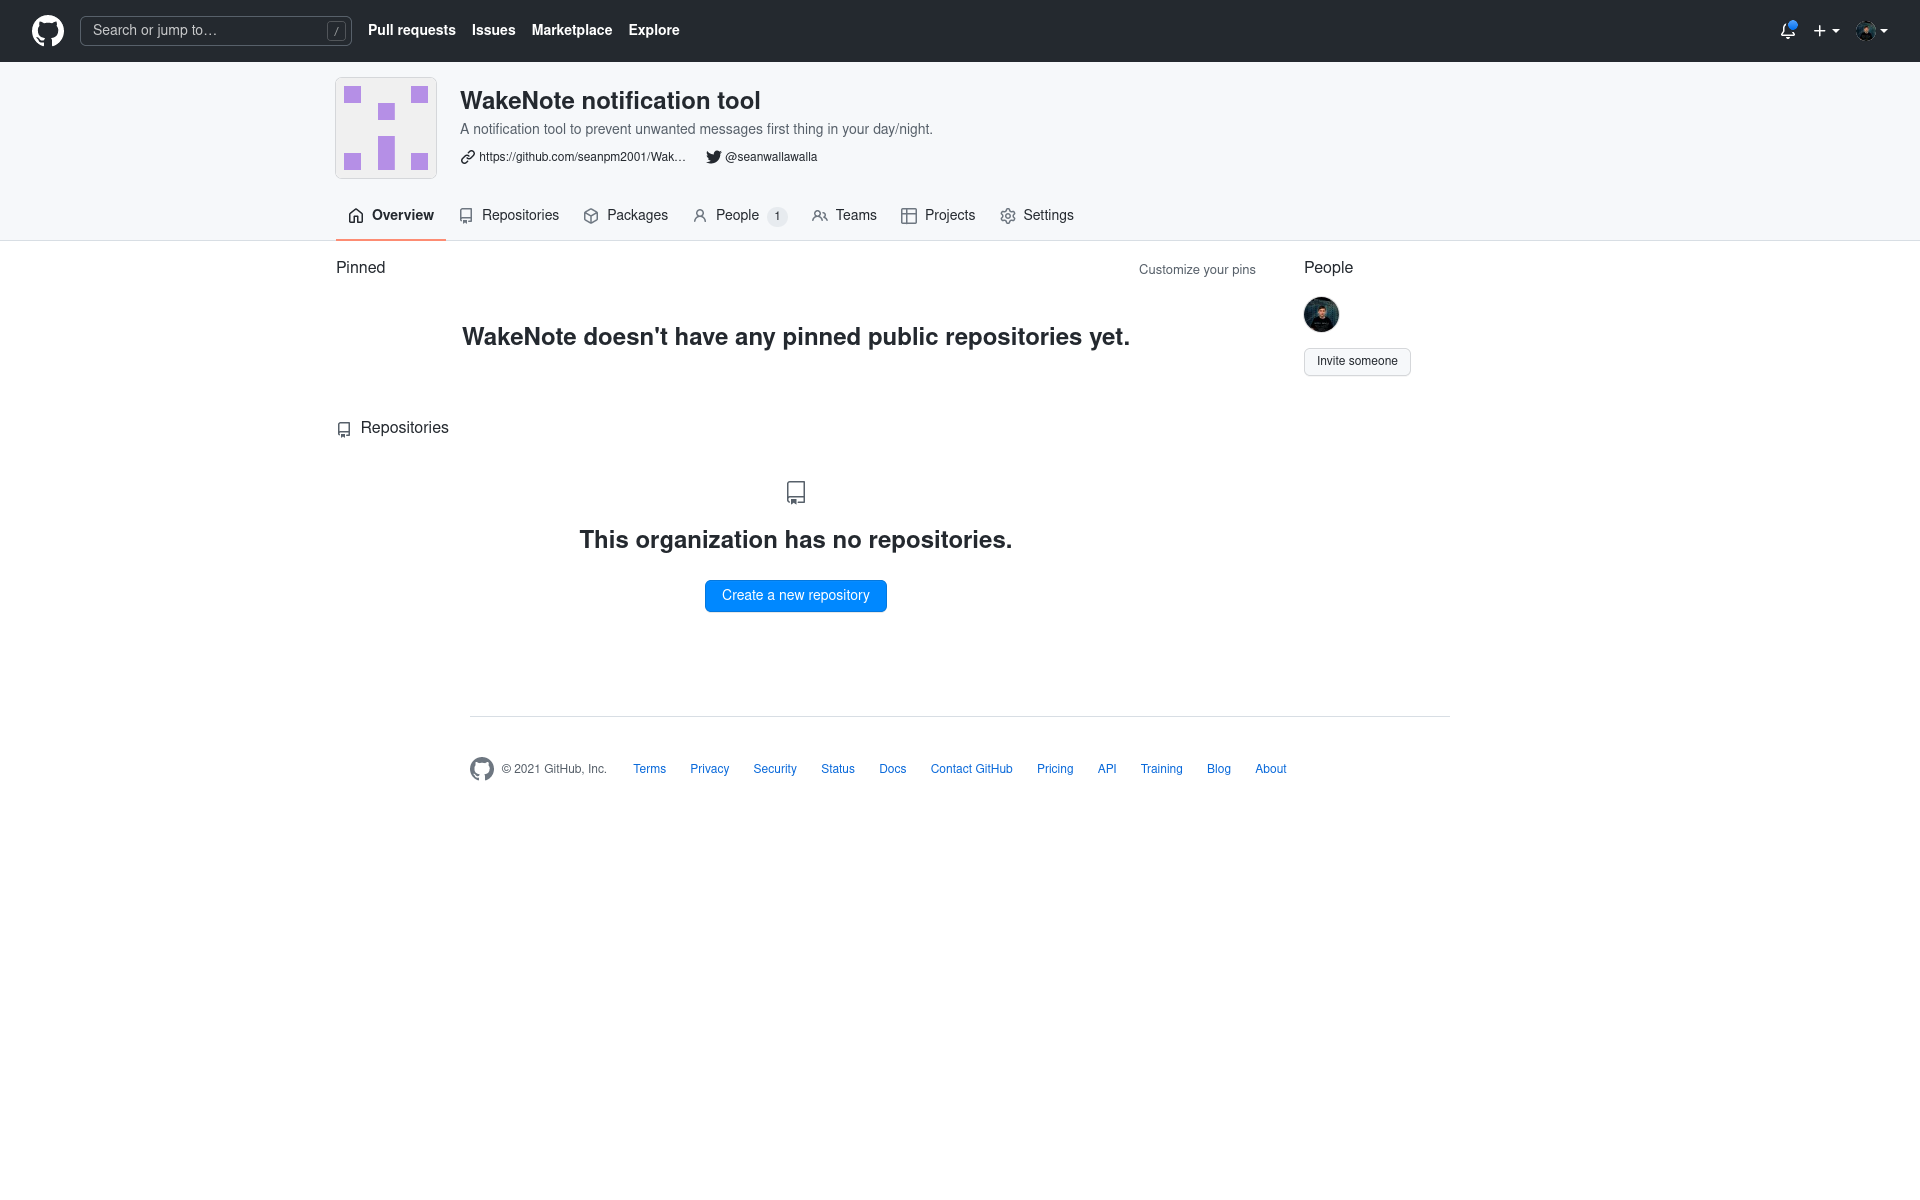 Search or jump to… /
Pull requests Issues Marketplace Explore
WakeNote notification tool
A notification tool to prevent unwanted messages first thing in your day/night.
https://github.com/seanpm2001/Wak… @seanwallawalla
Overview Repositories Packages People 1 Teams Projects Settings
Pinned
Customize your pins
WakeNote doesn't have any pinned public repositories yet.
Repositories
This organization has no repositories.
Create a new repository
People
Invite someone
© 2021 GitHub, Inc. Terms Privacy Security Status Docs Contact GitHub Pricing API Training Blog About